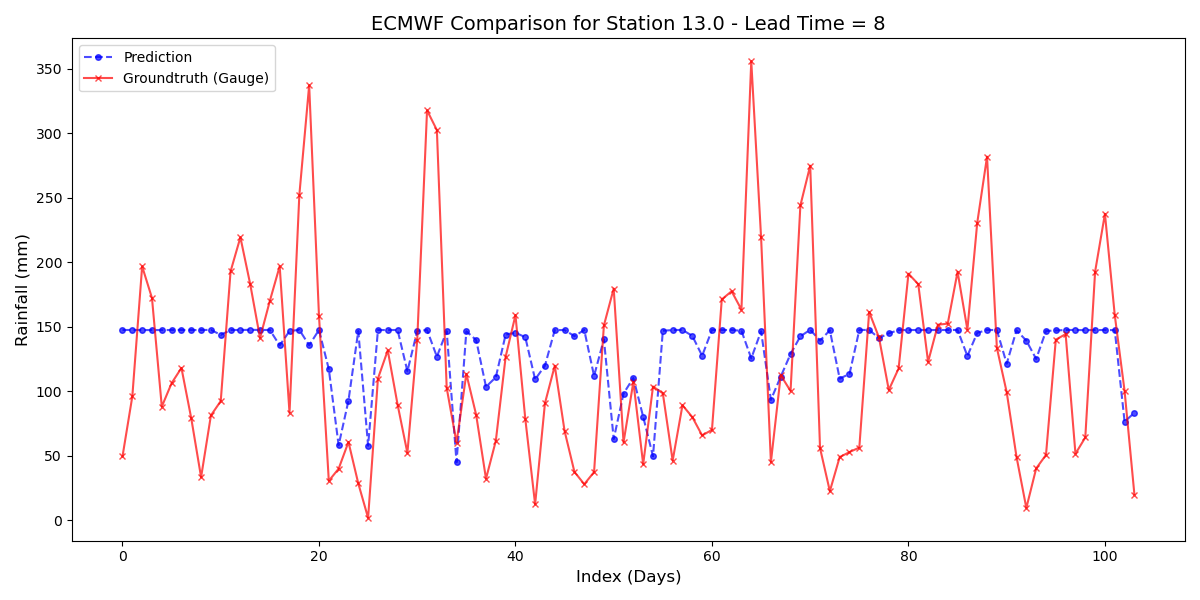 ECMWF Comparison for Station 13.0 - Lead Time = 8
Prediction
Groundtruth (Gauge)
Rainfall (mm)
350
300
250
200
150
100
50
0
0 20 40 60 80 100
Index (Days)